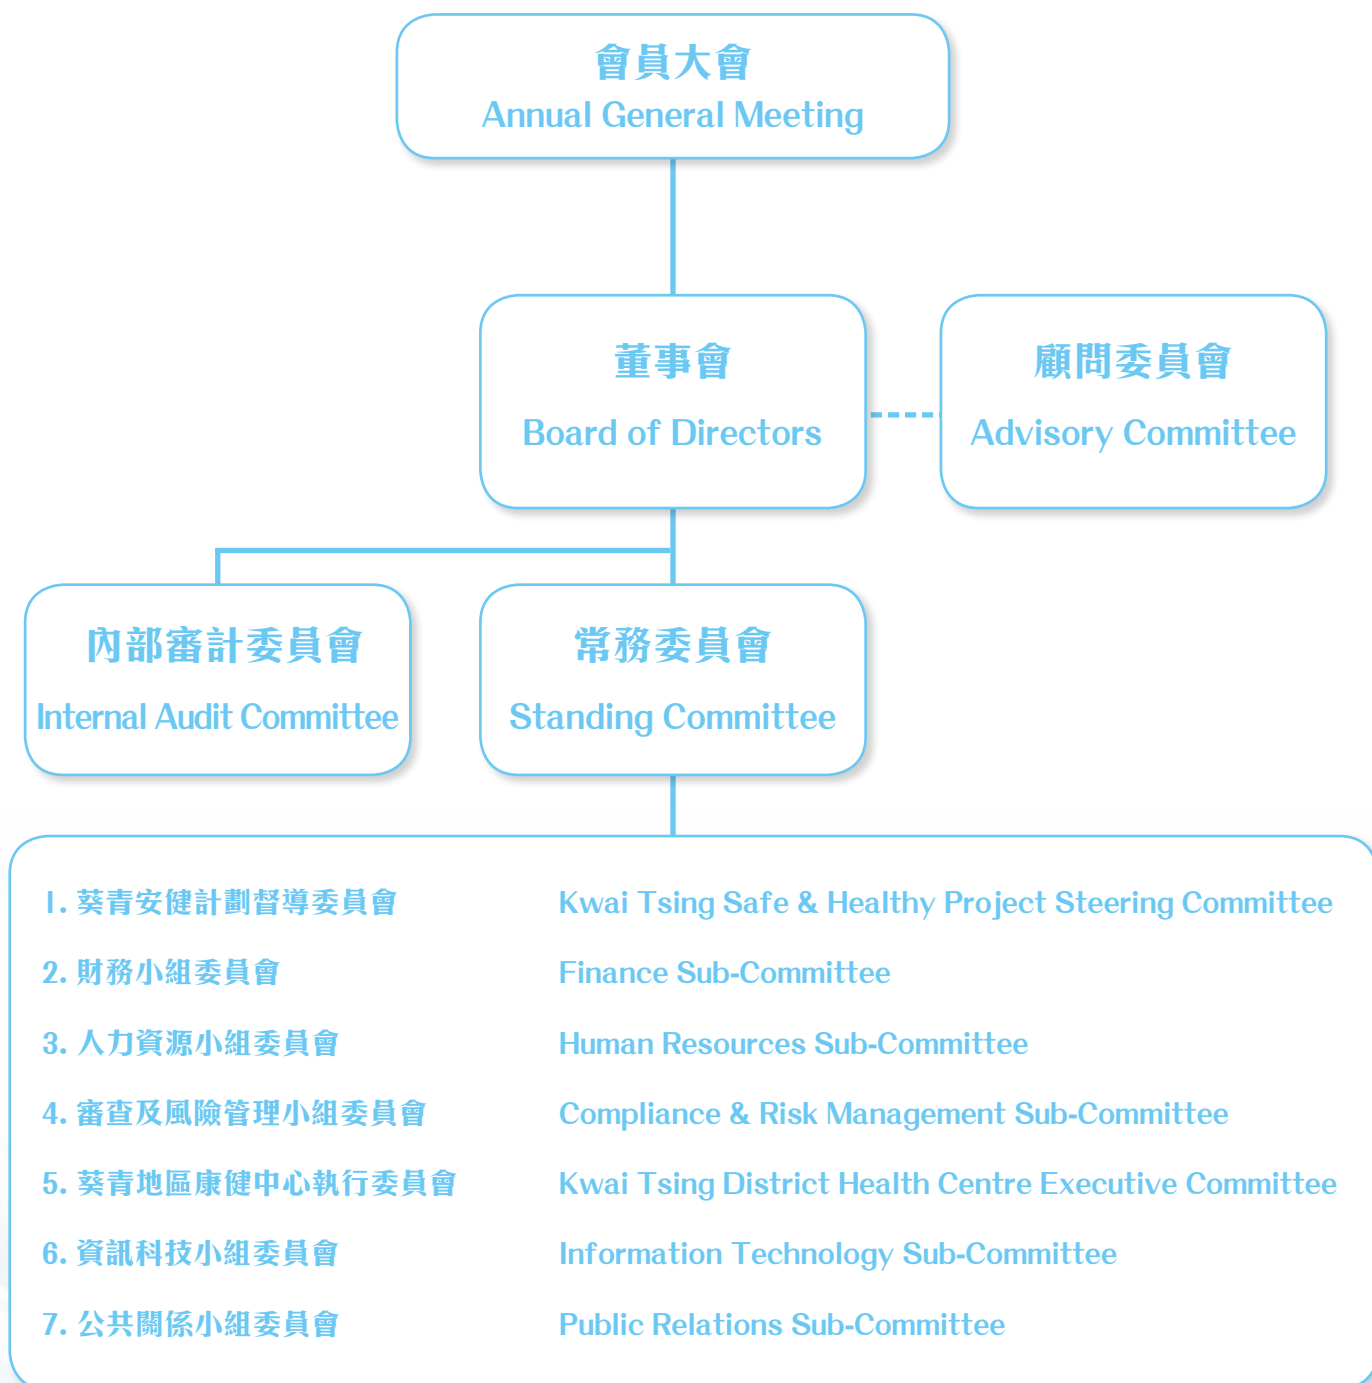 會員大會
Annual General Meeting
董事會
Board of Directors
顧問委員會
Advisory Committee
內部審計委員會
Internal Audit Committee
常務委員會
Standing Committee
1. 葵青安健計劃督導委員會 Kwai Tsing Safe & Healthy Project Steering Committee
2. 財務小組委員會 Finance Sub-Committee
3. 人力資源小組委員會 Human Resources Sub-Committee
4. 審查及風險管理小組委員會 Compliance & Risk Management Sub-Committee
5. 葵青地區康健中心執行委員會 Kwai Tsing District Health Centre Executive Committee
6. 資訊科技小組委員會 Information Technology Sub-Committee
7. 公共關係小組委員會 Public Relations Sub-Committee